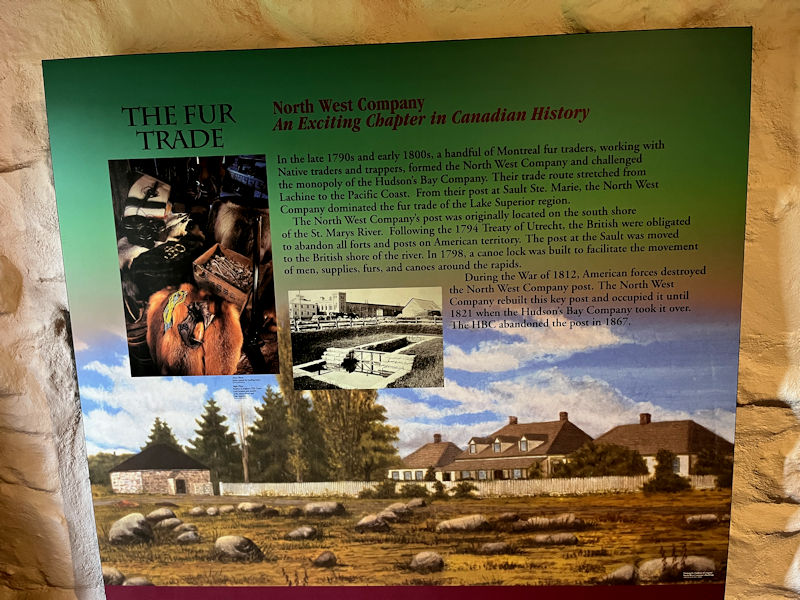 THE FUR
TRADE
North West Company
An Exciting Chapter in Canadian History
In the late 1790s and early 1800s, a handful of Montreal fur traders, working with
Native traders and trappers, formed the North West Company and challenged
the monopoly of the Hudson's Bay Company. Their trade route stretched from
Lachine to the Pacific Coast. From their post at Sault Ste. Marie, the North West
Company dominated the fur trade of the Lake Superior region.
The North West Company's post was originally located on the south shore
of the St. Marys River. Following the 1794 Treaty of Utrecht, the British were obligated
to abandon all forts and posts on American territory. The post at the Sault was moved
to the British shore of the river. In 1798, a canoe lock was built to facilitate the movement
of men, supplies, furs, and canoes around the rapids.
During the War of 1812, American forces destroyed
the North West Company post. The North West
Company rebuilt this key post and occupied it until
1821 when the Hudson's Bay Company took it over.
The HBC abandoned the post in 1867.